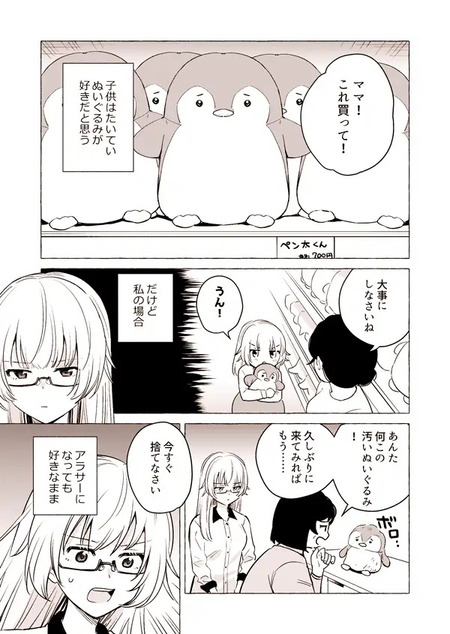 ママ！
これ買って！
子供はたいてい
ぬいぐるみが
好きだと思う
ペン太くん
700円
大事に
しなさいね
うん！
だけど
私の場合
あんた
何この
汚いぬいぐるみ
！
ボロ…
久しぶりに
来てみれば
もう……
今すぐ
捨てなさい
アラサーに
なっても
好きなまま